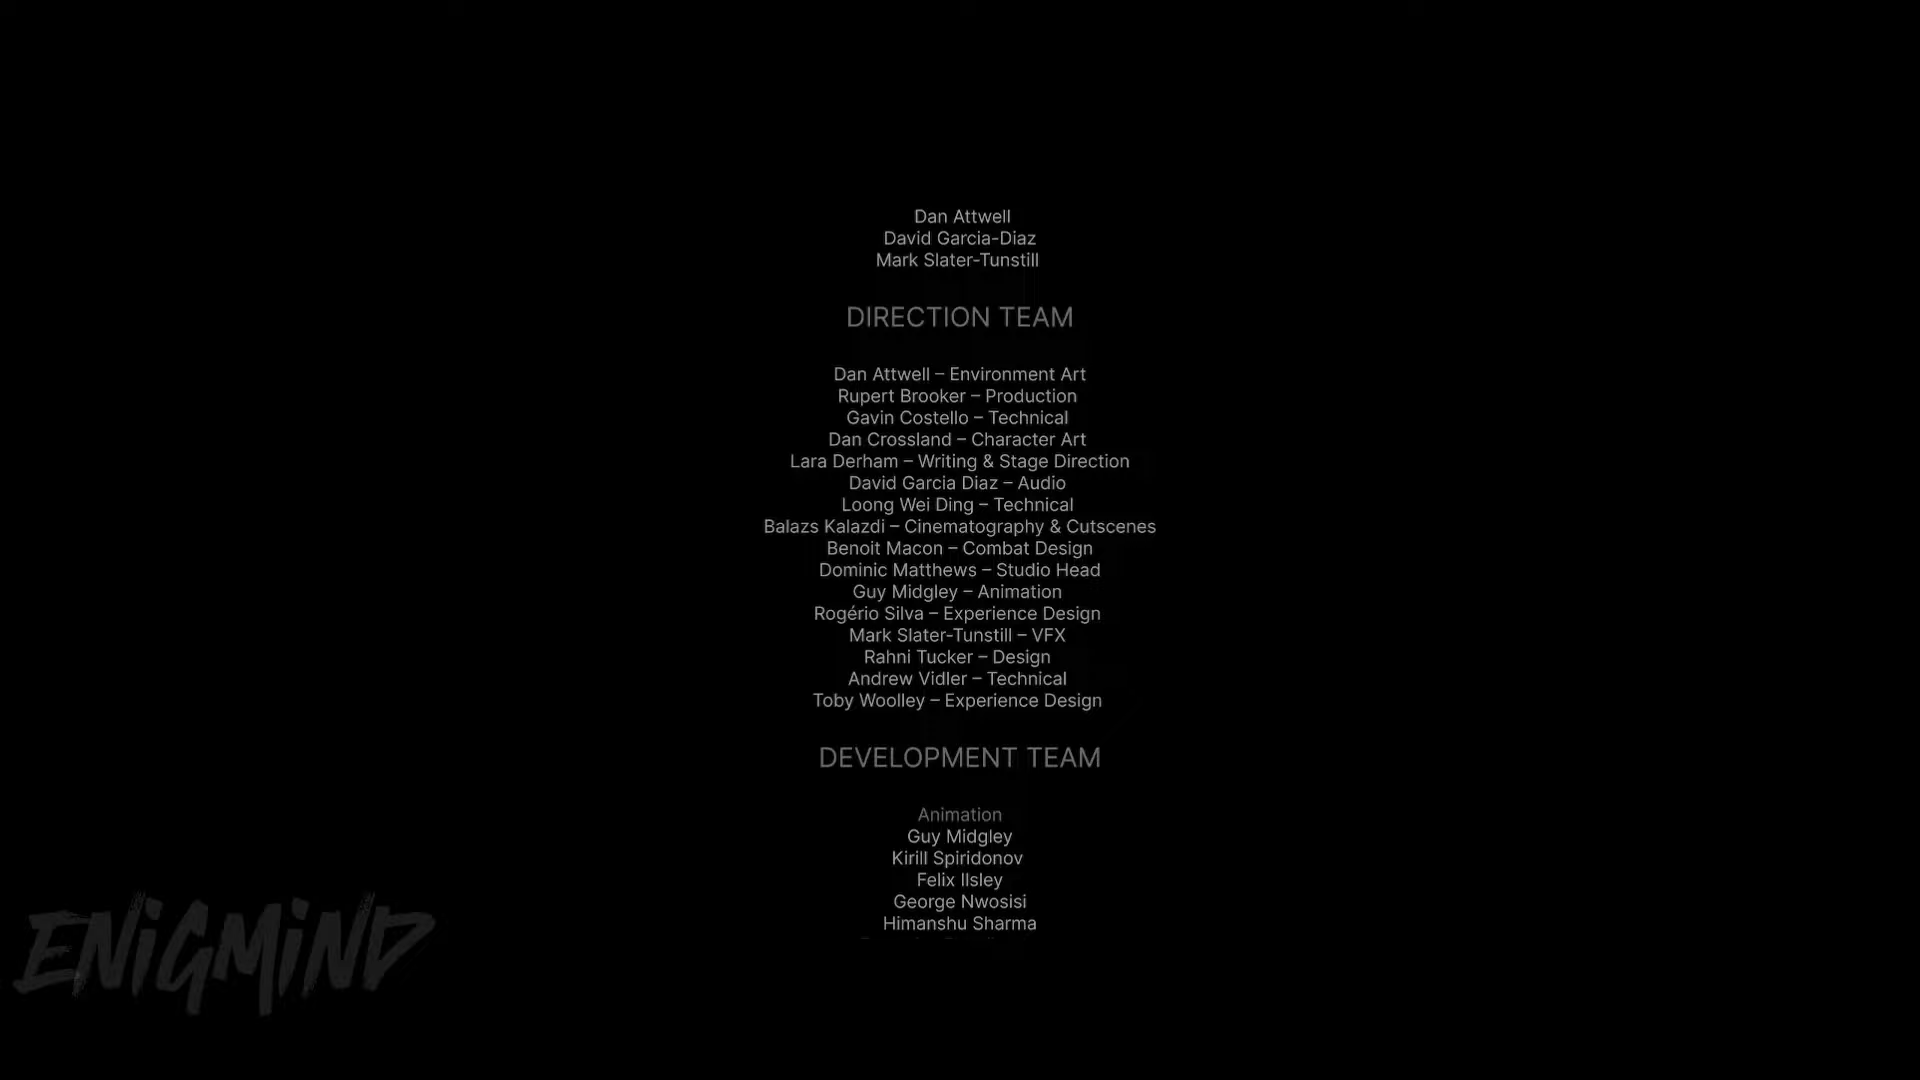 Dan Attwell
David Garcia-Diaz
Mark Slater-Tunstill
DIRECTION TEAM
Dan Attwell – Environment Art
Rupert Brooker – Production
Gavin Costello – Technical
Dan Crossland – Character Art
Lara Derham – Writing & Stage Direction
David Garcia Diaz – Audio
Loong Wei Ding – Technical
Balazs Kalazdi – Cinematography & Cutscenes
Benoit Macon – Combat Design
Dominic Matthews – Studio Head
Guy Midgley – Animation
Rogério Silva – Experience Design
Mark Slater-Tunstill – VFX
Rahni Tucker – Design
Andrew Vidler – Technical
Toby Woolley – Experience Design
DEVELOPMENT TEAM
Animation
Guy Midgley
Kirill Spiridonov
Felix Ilsley
George Nwosisi
Himanshu Sharma
ENiGMiND